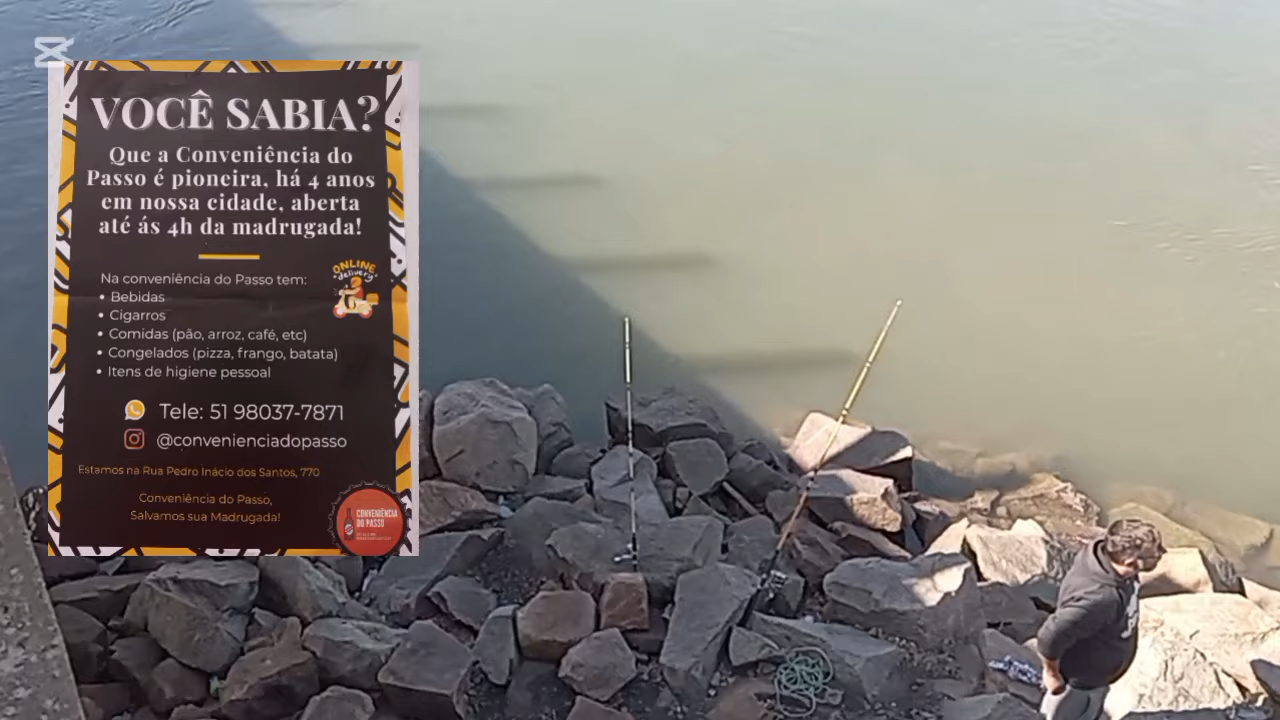 VOCÊ SABIA?
Que a Conveniência do
Passo é pioneira, há 4 anos
em nossa cidade, aberta
até ás 4h da madrugada!
ONLINE
delivery
Na conveniência do Passo tem:
• Bebidas
• Cigarros
• Comidas (pão, arroz, café, etc)
• Congelados (pizza, frango, batata)
• Itens de higiene pessoal
Tele: 51 98037-7871
@convenienciadopasso
Estamos na Rua Pedro Inácio dos Santos, 770
Conveniência do Passo,
Salvamos sua Madrugada!
CONVENIÊNCIA
DO PASSO